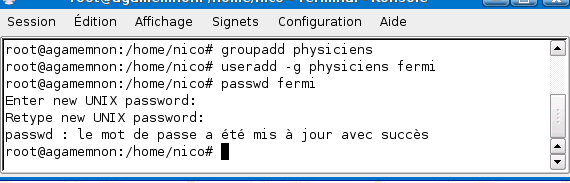 root@agamemnon:/home/nico - Terminal - Konsole
Session Édition Affichage Signets Configuration Aide
root@agamemnon:/home/nico# groupadd physiciens
root@agamemnon:/home/nico# useradd -g physiciens fermi
root@agamemnon:/home/nico# passwd fermi
Enter new UNIX password:
Retype new UNIX password:
passwd : le mot de passe a été mis à jour avec succès
root@agamemnon:/home/nico#